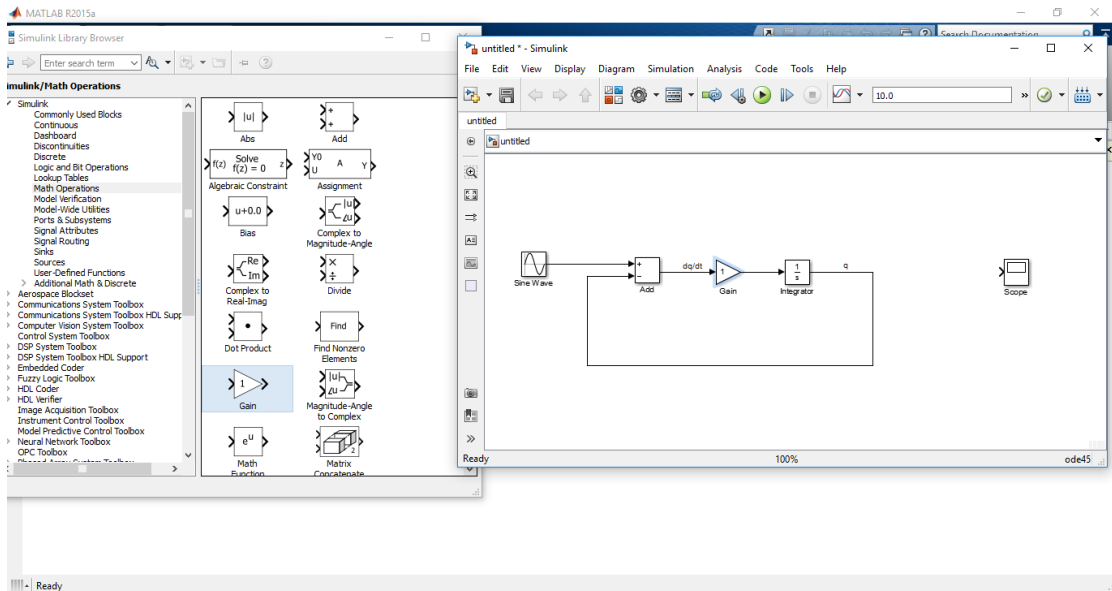 MATLAB R2015a
Simulink Library Browser
Enter search term
Simulink/Math Operations
Simulink
Commonly Used Blocks
Continuous
Dashboard
Discontinuities
Discrete
Logic and Bit Operations
Lookup Tables
Math Operations
Model Verification
Model-Wide Utilities
Ports & Subsystems
Signal Attributes
Signal Routing
Sinks
Sources
User-Defined Functions
Additional Math & Discrete
Aerospace Blockset
Communications System Toolbox
Communications System Toolbox HDL Supp
Computer Vision System Toolbox
Control System Toolbox
DSP System Toolbox
DSP System Toolbox HDL Support
Embedded Coder
Fuzzy Logic Toolbox
HDL Coder
HDL Verifier
Image Acquisition Toolbox
Instrument Control Toolbox
Model Predictive Control Toolbox
Neural Network Toolbox
OPC Toolbox
|u|
Abs
+
+
Add
f(z) Solve f(z) = 0 z
Algebraic Constraint
Y0
U A Y
Assignment
u+0.0
Bias
|u|
∠u
Complex to
Magnitude-Angle
Re
Im
Complex to
Real-Imag
×
÷
Divide
Dot Product
Find
Find Nonzero
Elements
1
Gain
|u|
∠u
Magnitude-Angle
to Complex
e^u
Math
Function
2
Matrix
Concatenate
Search Documentation
untitled * - Simulink
File Edit View Display Diagram Simulation Analysis Code Tools Help
10.0
untitled
untitled
Sine Wave
+
−
Add
dq/dt
1
Gain
1
s
Integrator
q
Scope
Ready 100% ode45
Ready